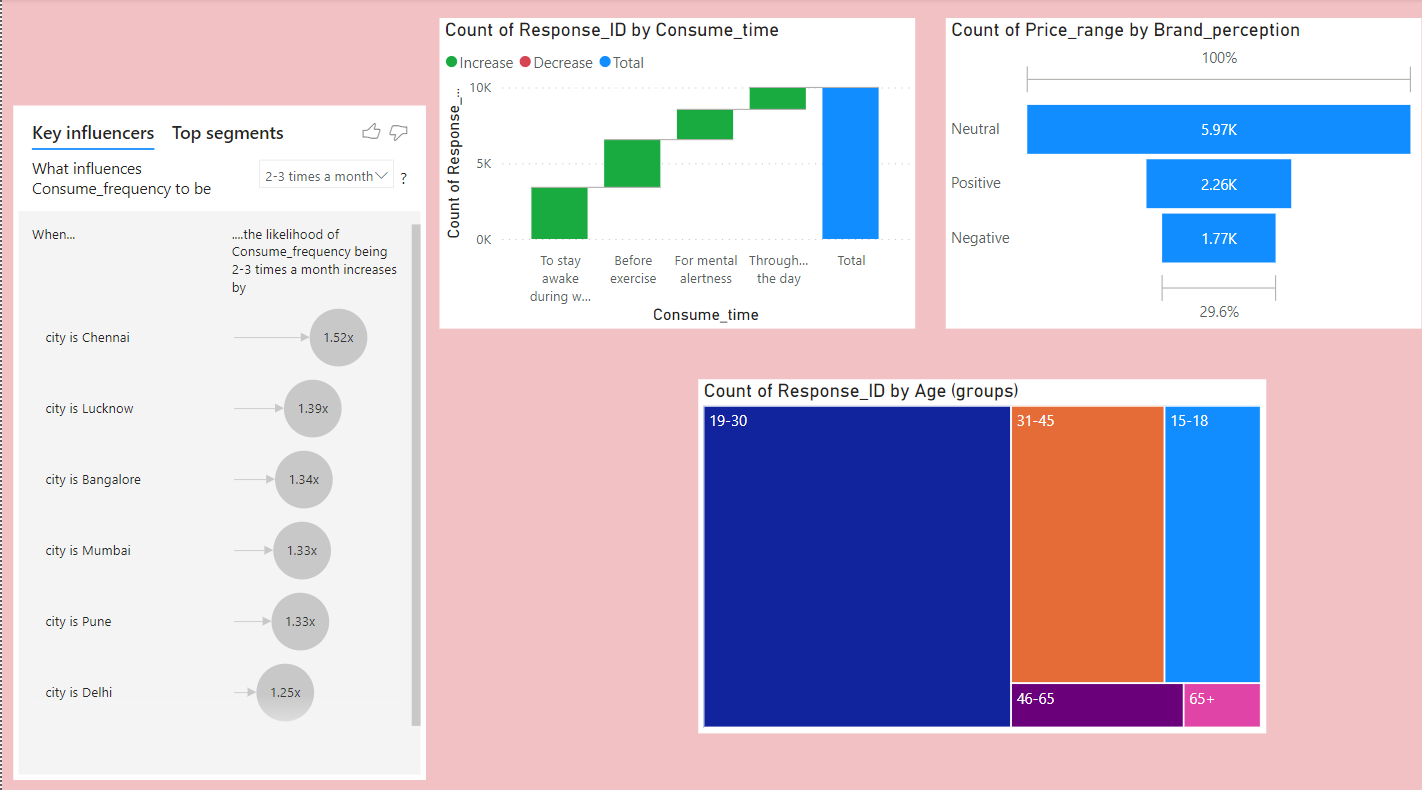 Key influencers Top segments
What influences
Consume_frequency to be
2-3 times a month
?
When...
....the likelihood of
Consume_frequency being
2-3 times a month increases
by
city is Chennai 1.52x
city is Lucknow 1.39x
city is Bangalore 1.34x
city is Mumbai 1.33x
city is Pune 1.33x
city is Delhi 1.25x
Count of Response_ID by Consume_time
Increase Decrease Total
Count of Response_...
10K
5K
0K
To stay
awake
during w...
Before
exercise
For mental
alertness
Through...
the day
Total
Consume_time
Count of Price_range by Brand_perception
100%
Neutral 5.97K
Positive 2.26K
Negative 1.77K
29.6%
Count of Response_ID by Age (groups)
19-30
31-45
15-18
46-65
65+